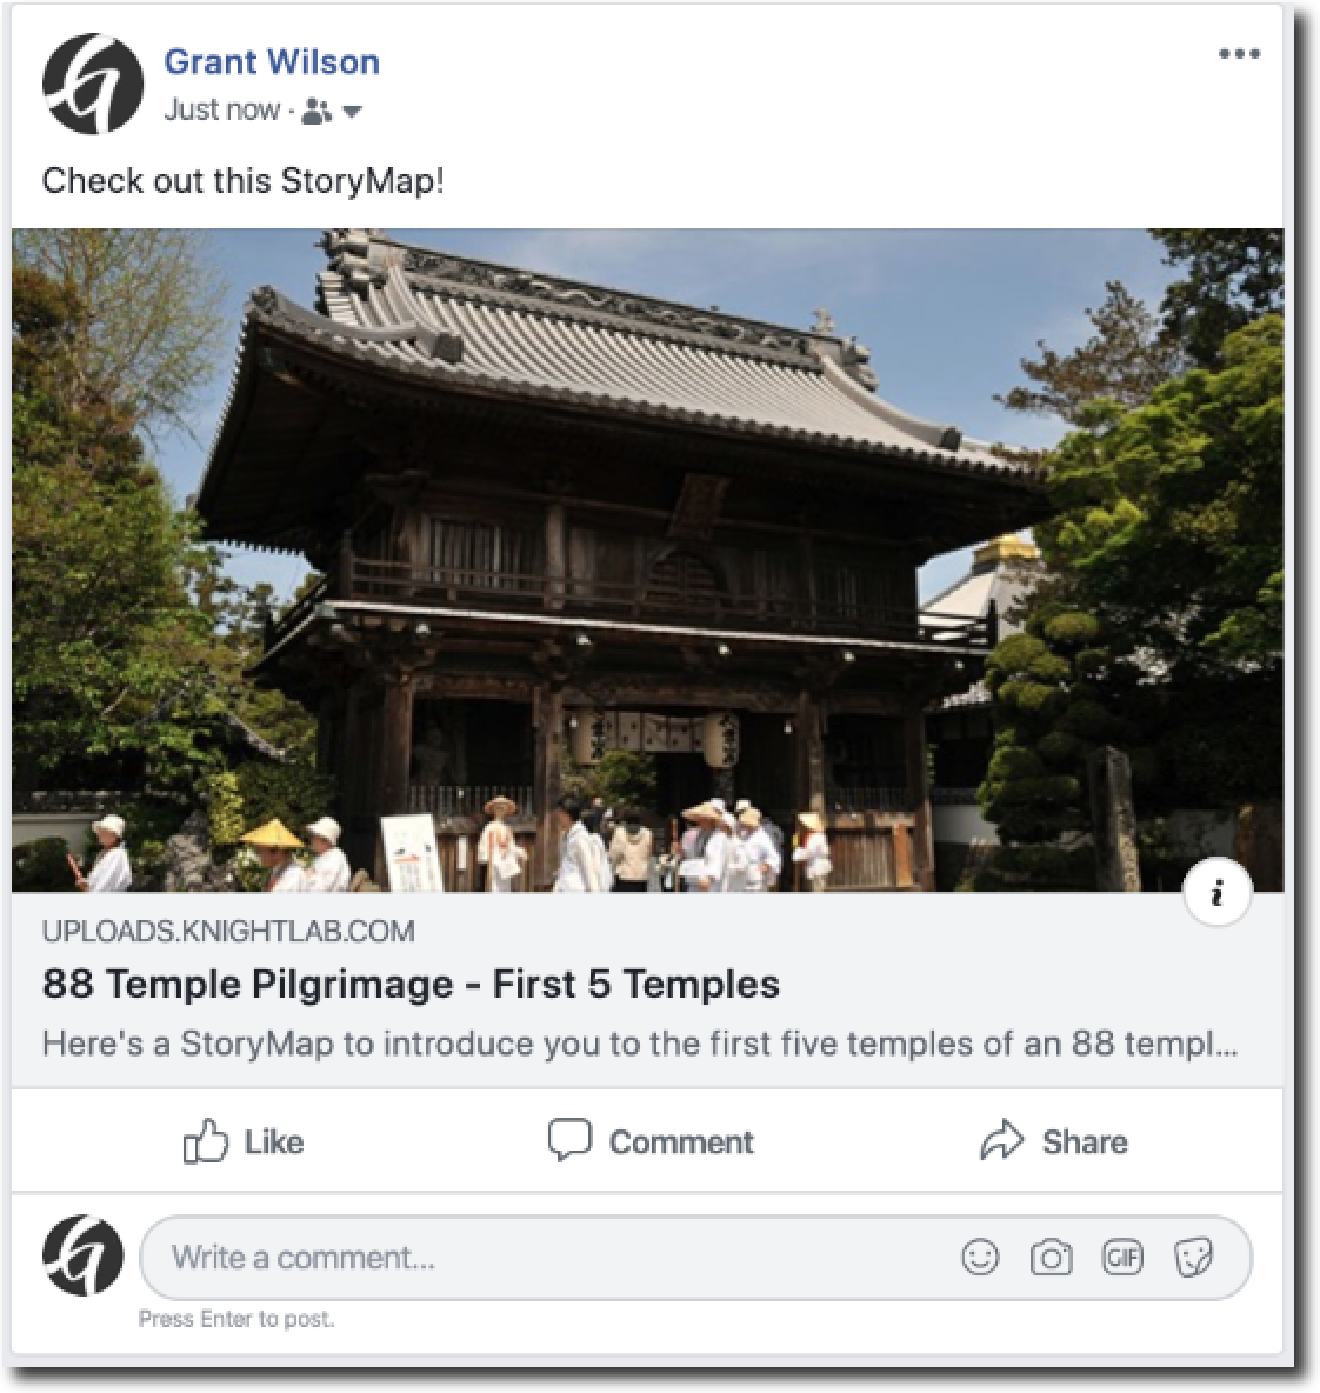 Grant Wilson
Just now ·
Check out this StoryMap!
UPLOADS.KNIGHTLAB.COM
88 Temple Pilgrimage - First 5 Temples
Here's a StoryMap to introduce you to the first five temples of an 88 templ...
Like Comment Share
Write a comment...
GIF
Press Enter to post.